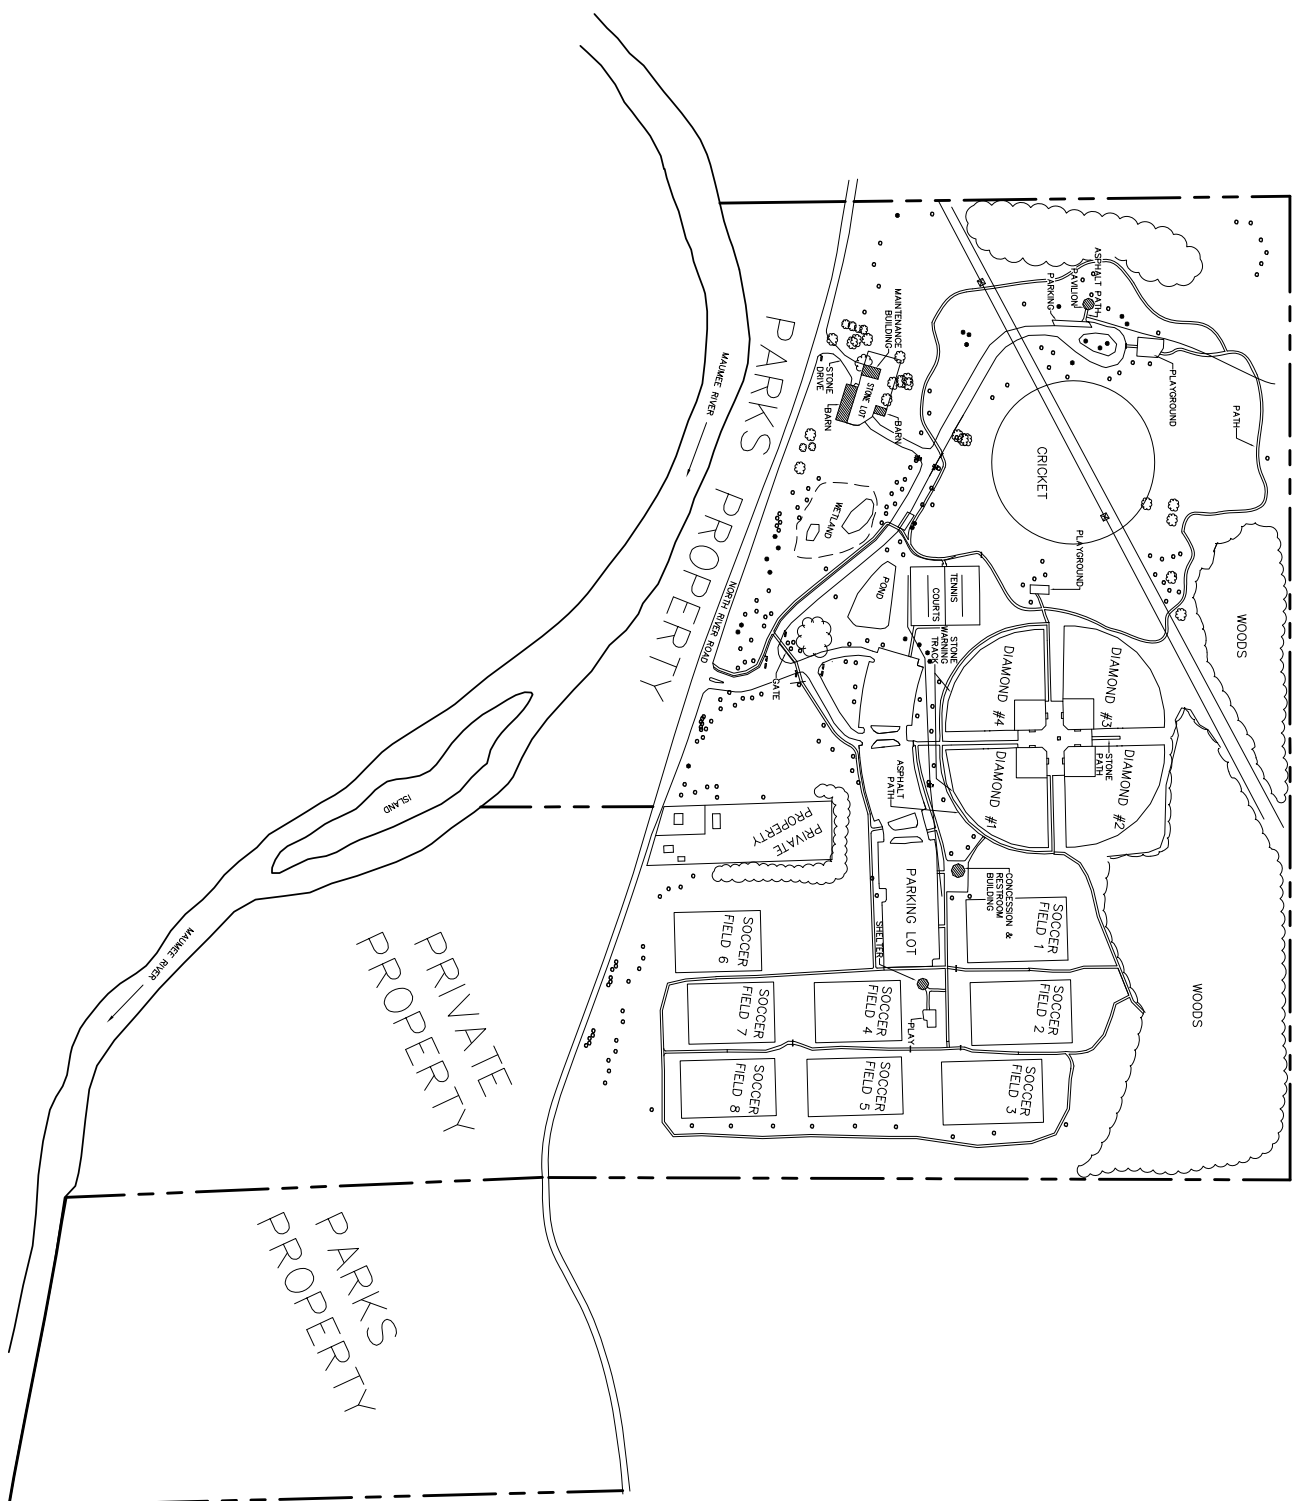 ASPHALT PATH
PAVILION
PARKING
MAINTENANCE
BUILDING
STONE
DRIVE
BARN
STONE LOT
BARN
PLAYGROUND
PATH
CRICKET
PLAYGROUND
WETLAND
POND
TENNIS
COURTS
STONE
WARNING
TRACK
WOODS
DIAMOND #3
DIAMOND #4
DIAMOND #1
DIAMOND #2
STONE
PATH
GATE
ASPHALT
PATH
CONCESSION &
RESTROOM
BUILDING
PARKING LOT
SHELTER
PLAY
SOCCER
FIELD 1
SOCCER
FIELD 2
SOCCER
FIELD 3
SOCCER
FIELD 4
SOCCER
FIELD 5
SOCCER
FIELD 6
SOCCER
FIELD 7
SOCCER
FIELD 8
WOODS
PRIVATE
PROPERTY
MAUMEE RIVER
PARKS PROPERTY
NORTH RIVER ROAD
ISLAND
MAUMEE RIVER
PRIVATE
PROPERTY
PARKS
PROPERTY